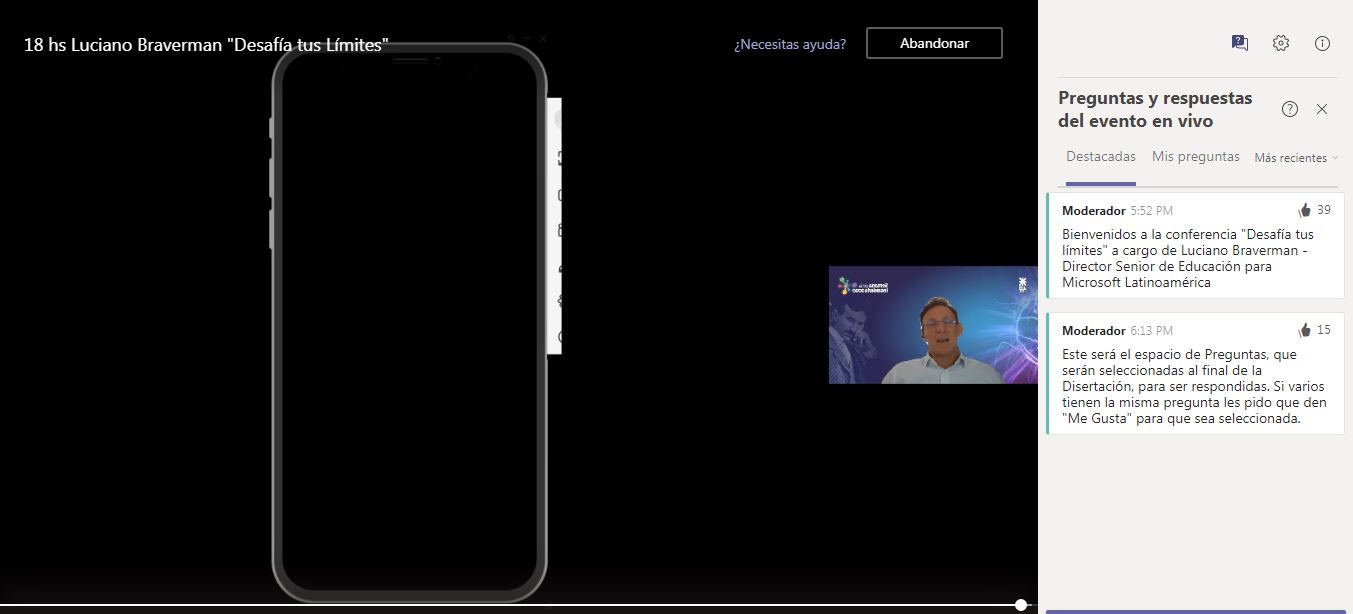 18 hs Luciano Braverman "Desafía tus Límites"
¿Necesitas ayuda?
Abandonar
Preguntas y respuestas
del evento en vivo
Destacadas
Mis preguntas
Más recientes
Moderador 5:52 PM
39
Bienvenidos a la conferencia "Desafía tus
límites" a cargo de Luciano Braverman -
Director Senior de Educación para
Microsoft Latinoamérica
Moderador 6:13 PM
15
Este será el espacio de Preguntas, que
serán seleccionadas al final de la
Disertación, para ser respondidas. Si varios
tienen la misma pregunta les pido que den
"Me Gusta" para que sea seleccionada.